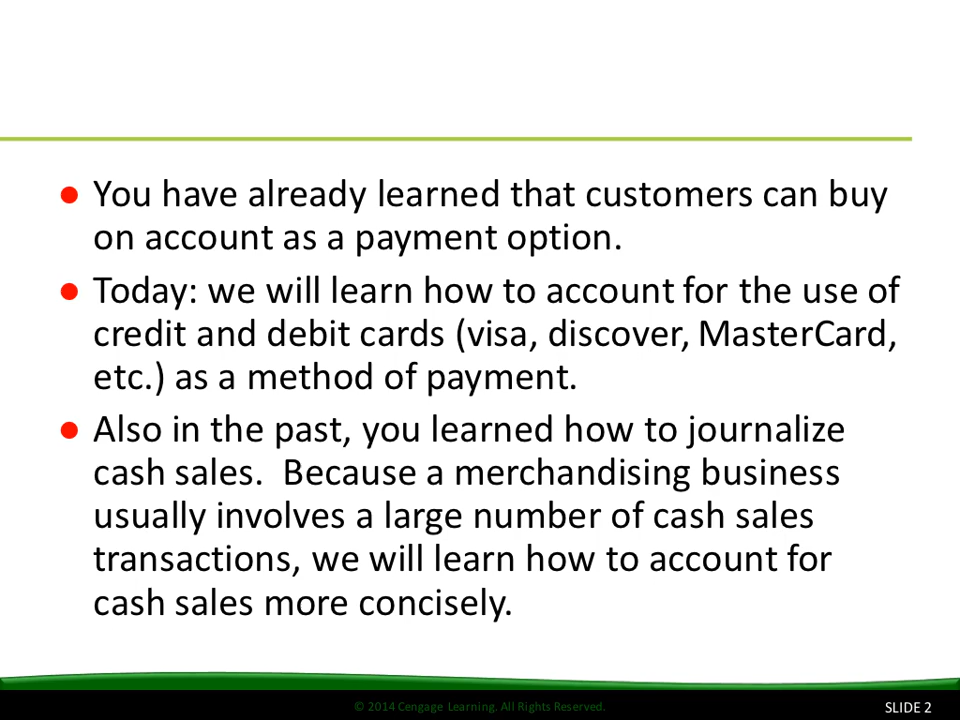 ● You have already learned that customers can buy
on account as a payment option.
● Today: we will learn how to account for the use of
credit and debit cards (visa, discover, MasterCard,
etc.) as a method of payment.
● Also in the past, you learned how to journalize
cash sales.  Because a merchandising business
usually involves a large number of cash sales
transactions, we will learn how to account for
cash sales more concisely.
© 2014 Cengage Learning. All Rights Reserved.
SLIDE 2